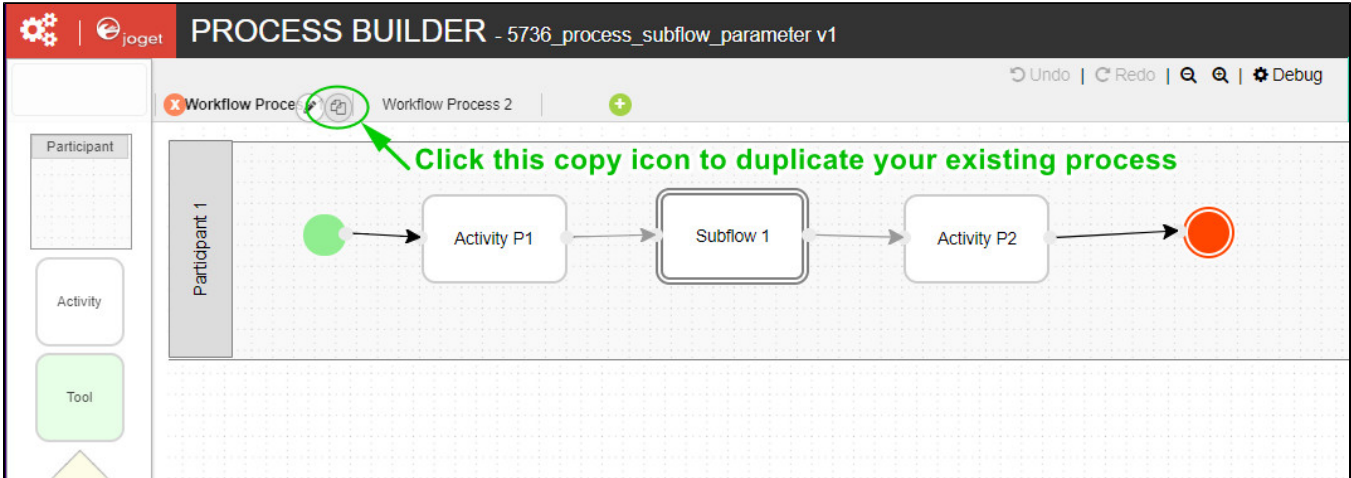 joget PROCESS BUILDER - 5736_process_subflow_parameter v1
Undo | Redo | | Debug
x Workflow Proces Workflow Process 2
Participant
Click this copy icon to duplicate your existing process
Participant 1
Activity P1
Subflow 1
Activity P2
Activity
Tool